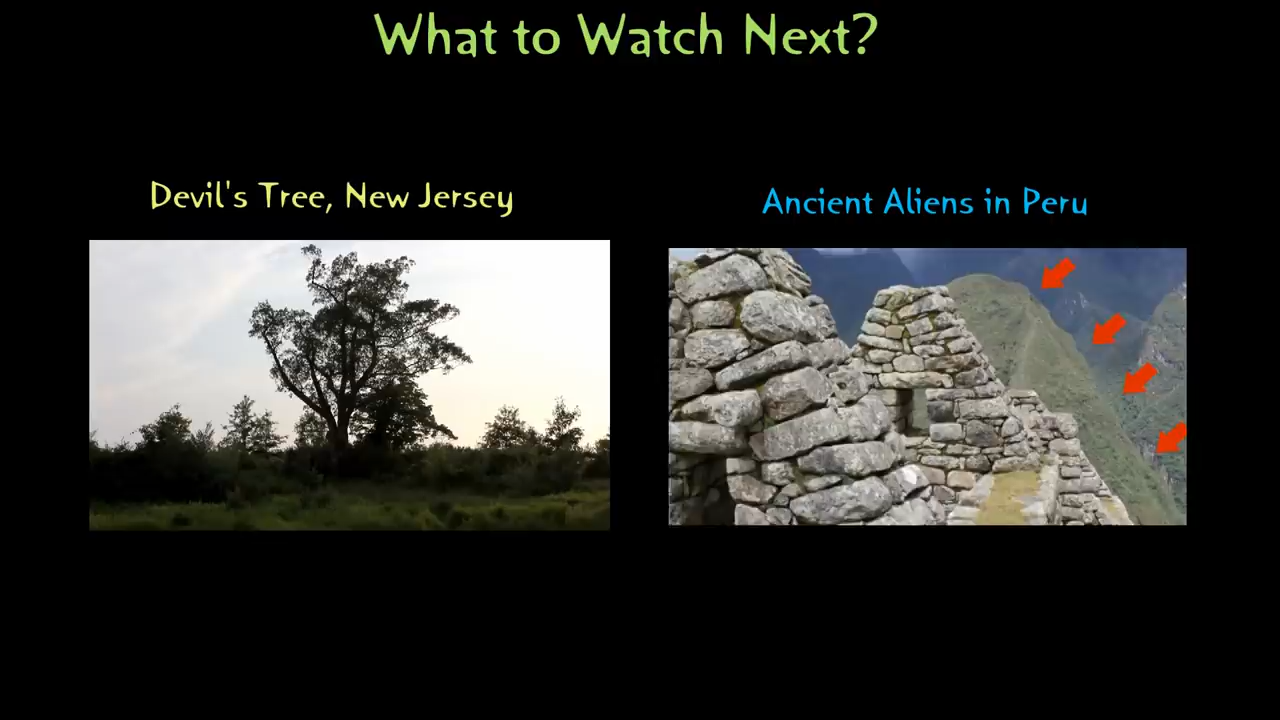 What to Watch Next?
Devil's Tree, New Jersey
Ancient Aliens in Peru